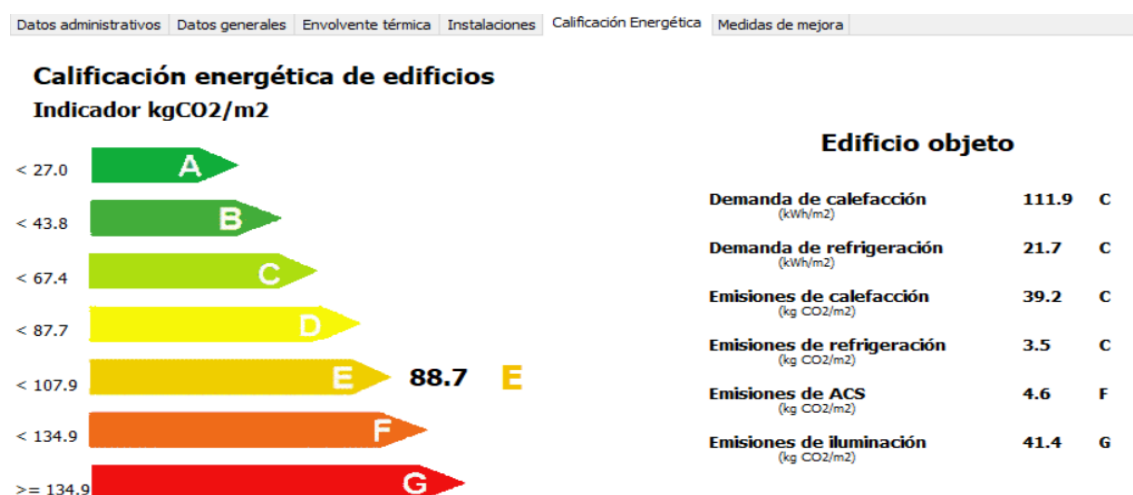 Datos administrativos Datos generales Envolvente térmica Instalaciones Calificación Energética Medidas de mejora
Calificación energética de edificios
Indicador kgCO2/m2
< 27.0 A
< 43.8 B
< 67.4 C
< 87.7 D
< 107.9 E 88.7 E
< 134.9 F
>= 134.9 G
Edificio objeto
Demanda de calefacción 111.9 C
(kWh/m2)
Demanda de refrigeración 21.7 C
(kWh/m2)
Emisiones de calefacción 39.2 C
(kg CO2/m2)
Emisiones de refrigeración 3.5 C
(kg CO2/m2)
Emisiones de ACS 4.6 F
(kg CO2/m2)
Emisiones de iluminación 41.4 G
(kg CO2/m2)